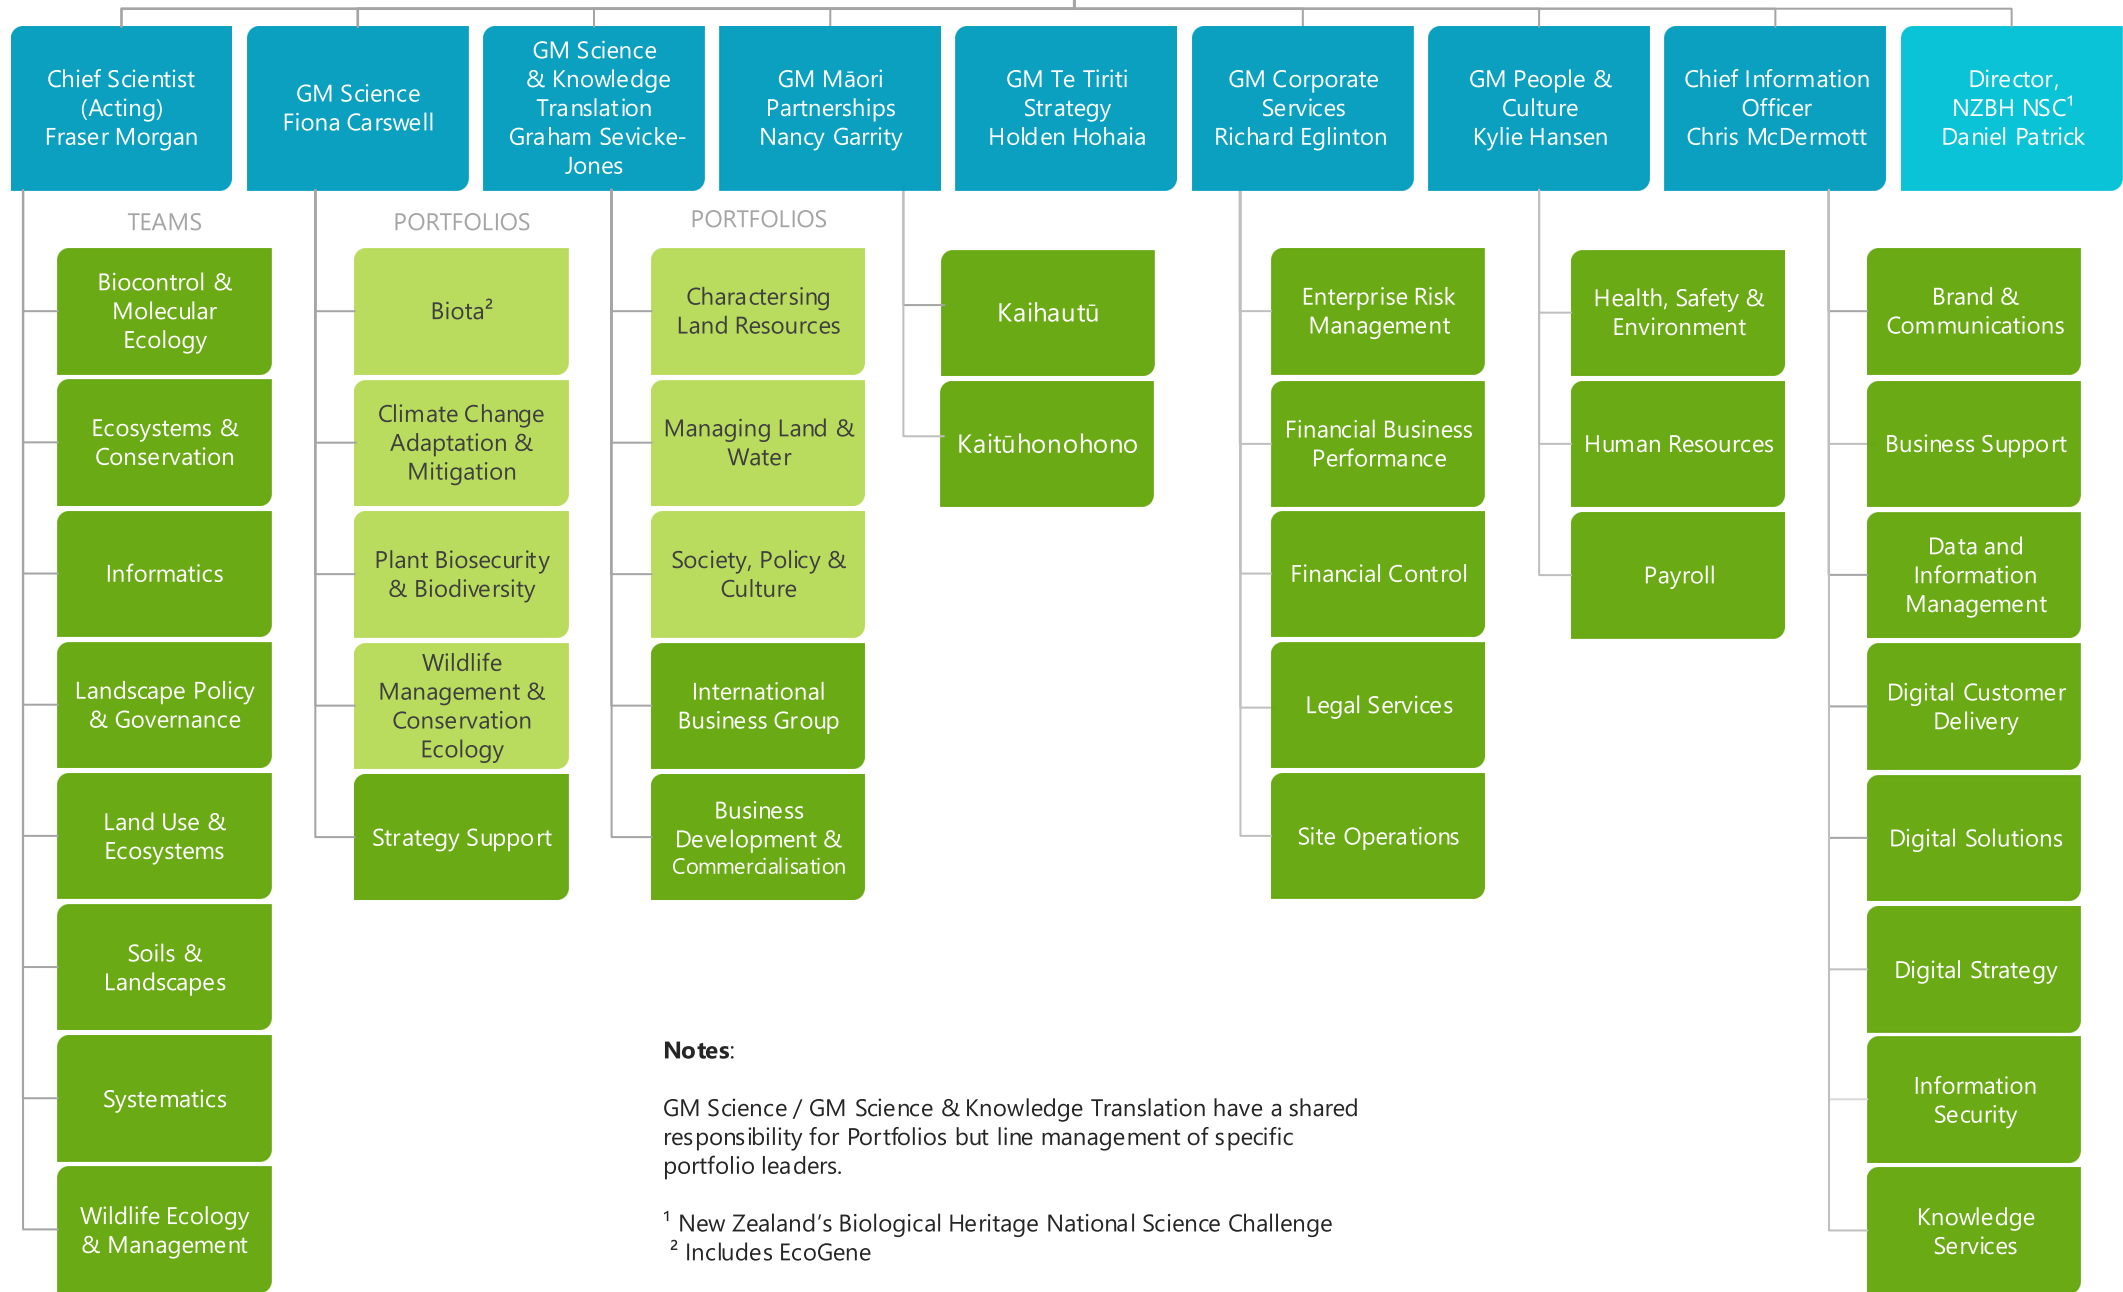 Chief Scientist
(Acting)
Fraser Morgan
GM Science
Fiona Carswell
GM Science
& Knowledge
Translation
Graham Sevicke-
Jones
GM Māori
Partnerships
Nancy Garrity
GM Te Tiriti
Strategy
Holden Hohaia
GM Corporate
Services
Richard Eglinton
GM People &
Culture
Kylie Hansen
Chief Information
Officer
Chris McDermott
Director,
NZBH NSC¹
Daniel Patrick
TEAMS
Biocontrol &
Molecular
Ecology
Ecosystems &
Conservation
Informatics
Landscape Policy
& Governance
Land Use &
Ecosystems
Soils &
Landscapes
Systematics
Wildlife Ecology
& Management
PORTFOLIOS
Biota²
Climate Change
Adaptation &
Mitigation
Plant Biosecurity
& Biodiversity
Wildlife
Management &
Conservation
Ecology
Strategy Support
PORTFOLIOS
Charactersing
Land Resources
Managing Land &
Water
Society, Policy &
Culture
International
Business Group
Business
Development &
Commercialisation
Kaihautū
Kaitūhonohono
Enterprise Risk
Management
Financial Business
Performance
Financial Control
Legal Services
Site Operations
Health, Safety &
Environment
Human Resources
Payroll
Brand &
Communications
Business Support
Data and
Information
Management
Digital Customer
Delivery
Digital Solutions
Digital Strategy
Information
Security
Knowledge
Services
Notes:
GM Science / GM Science & Knowledge Translation have a shared
responsibility for Portfolios but line management of specific
portfolio leaders.
¹ New Zealand’s Biological Heritage National Science Challenge
² Includes EcoGene